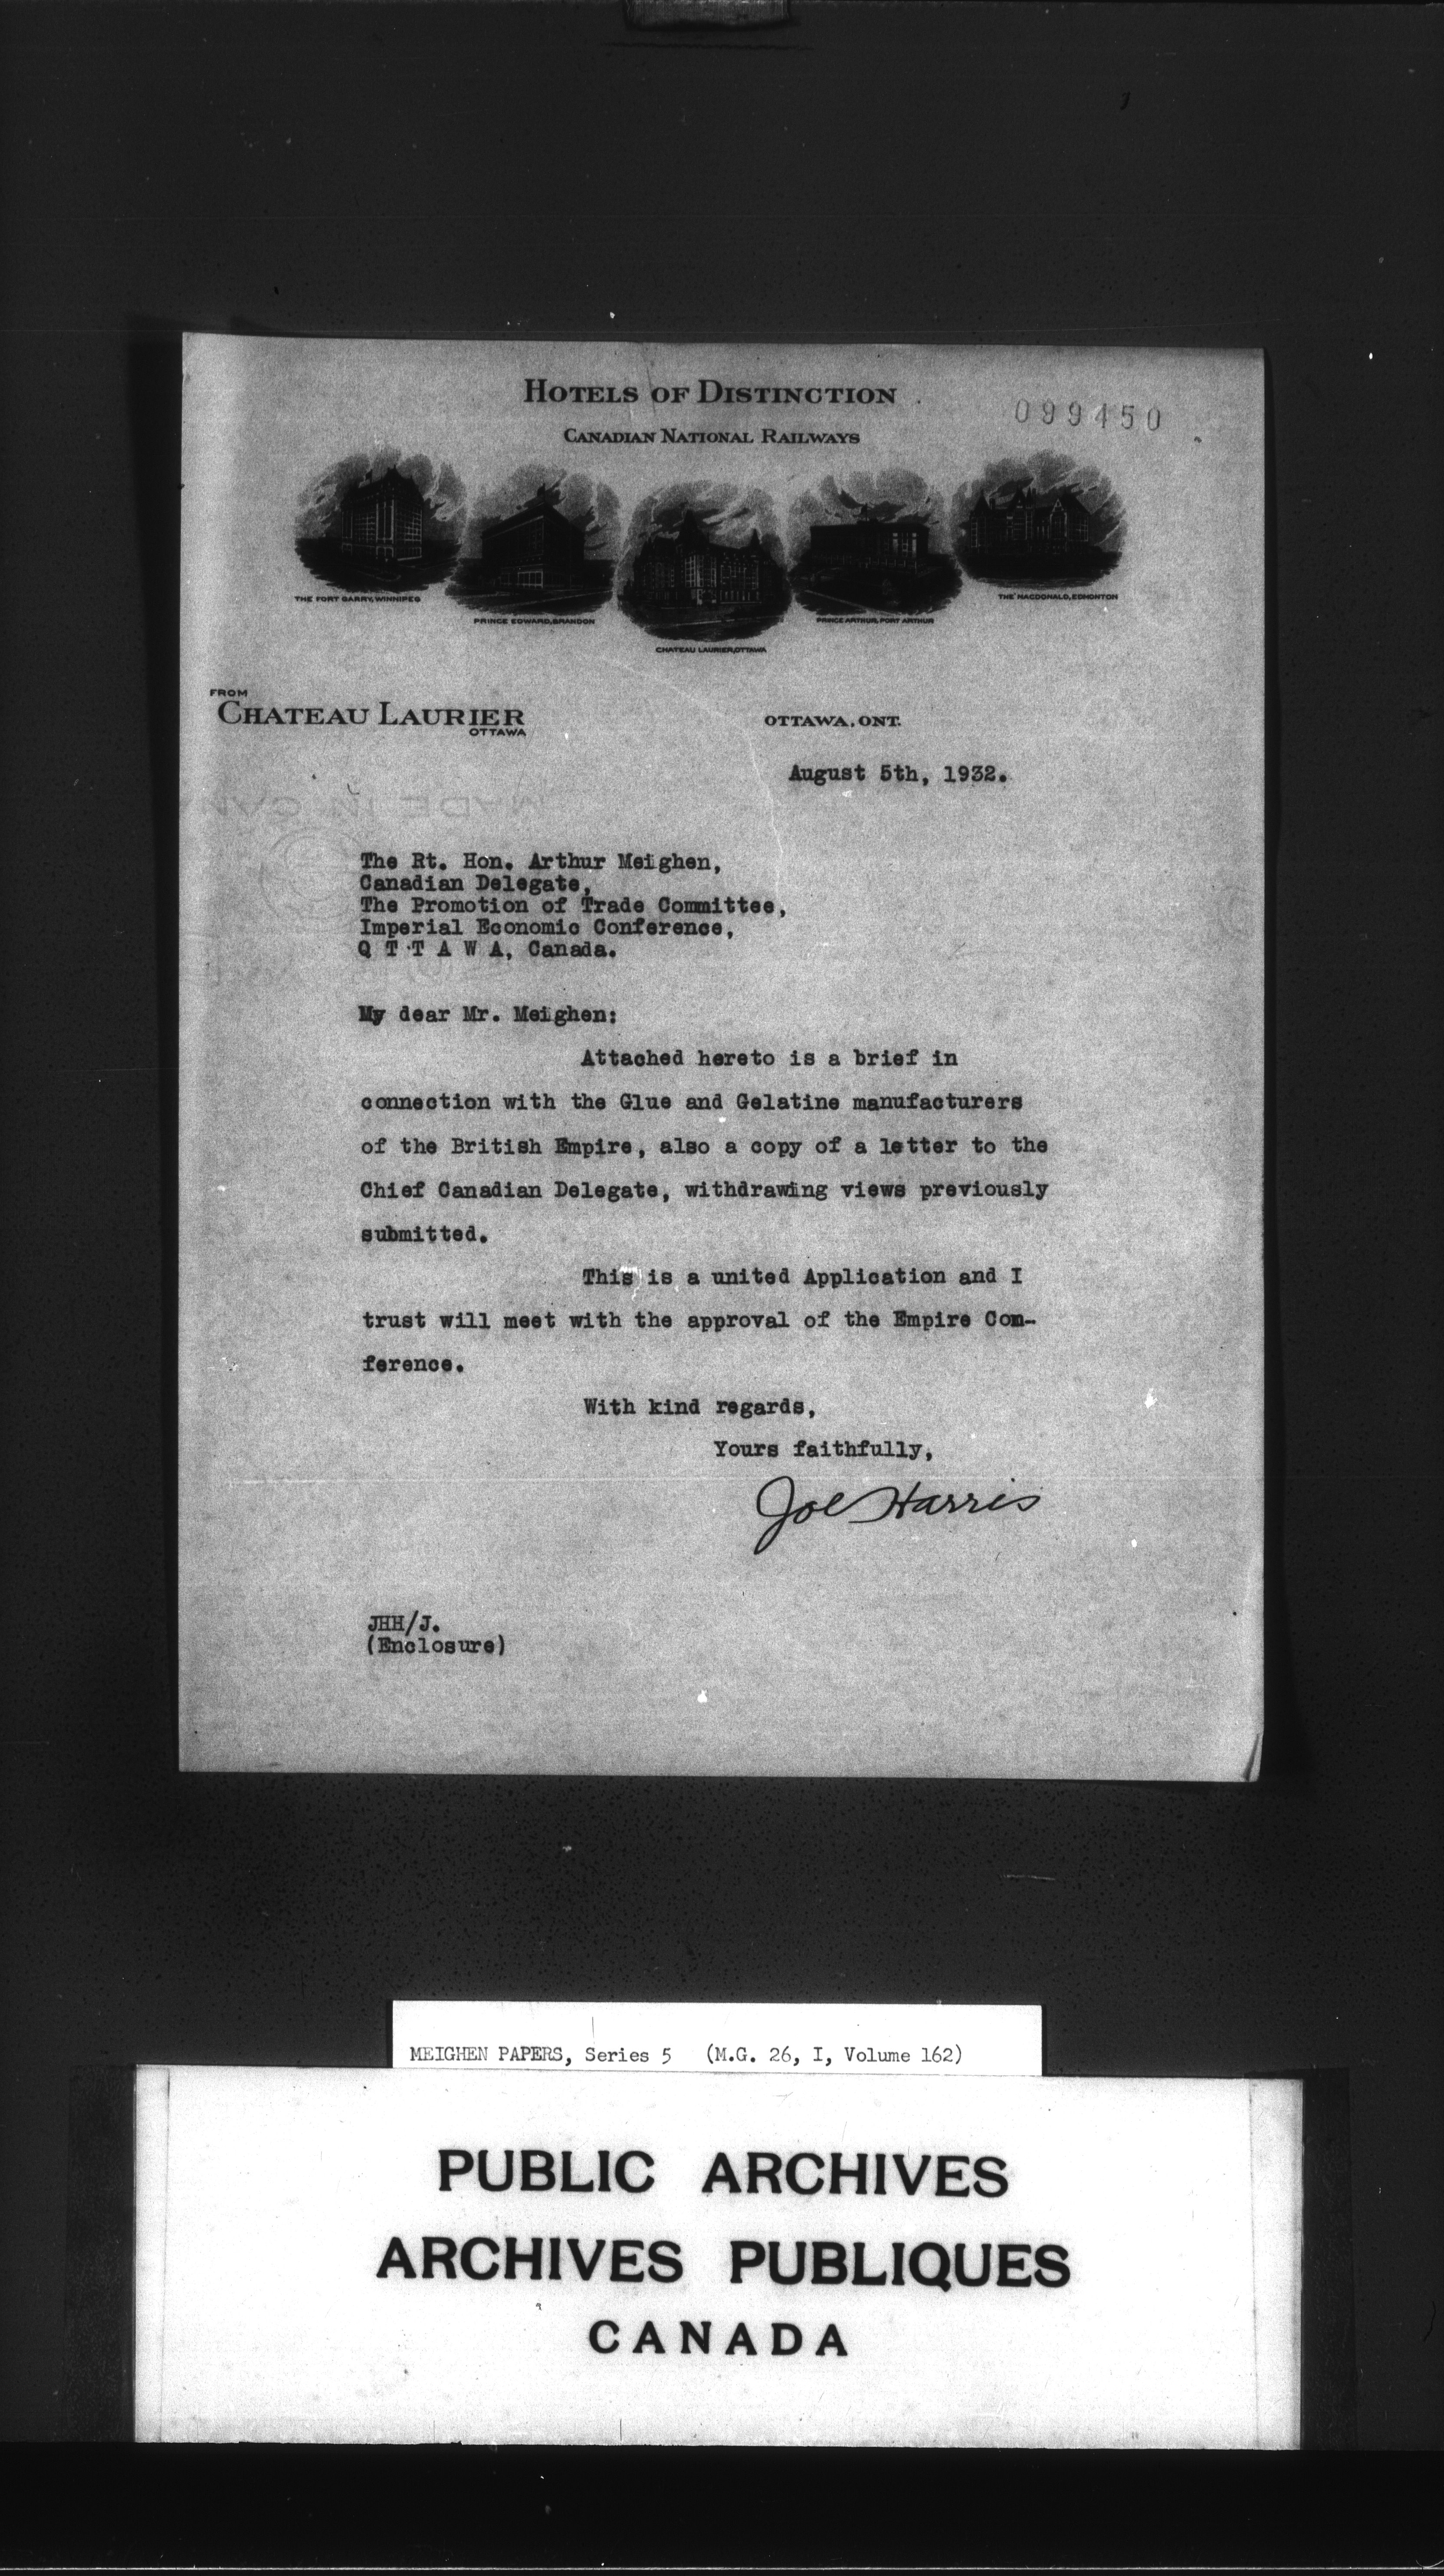 HOTELS OF DISTINCTION
099450
CANADIAN NATIONAL RAILWAYS
THE FORT GARRY, WINNIPEG
PRINCE EDWARD, BRANDON
CHATEAU LAURIER, OTTAWA
PRINCE ARTHUR, PORT ARTHUR
THE MACDONALD, EDMONTON
FROM
CHATEAU LAURIER
OTTAWA
OTTAWA, ONT.
August 5th, 1932.
MADE IN CAN
The Rt. Hon. Arthur Meighen,
Canadian Delegate,
The Promotion of Trade Committee,
Imperial Economic Conference,
Q T T A W A, Canada.
My dear Mr. Meighen:
Attached hereto is a brief in
connection with the Glue and Gelatine manufacturers
of the British Empire, also a copy of a letter to the
Chief Canadian Delegate, withdrawing views previously
submitted.
This is a united Application and I
trust will meet with the approval of the Empire Con-
ference.
With kind regards,
Yours faithfully,
Joe Harris
JHH/J.
(Enclosure)
MEIGHEN PAPERS, Series 5 (M.G. 26, I, Volume 162)
PUBLIC ARCHIVES
ARCHIVES PUBLIQUES
CANADA